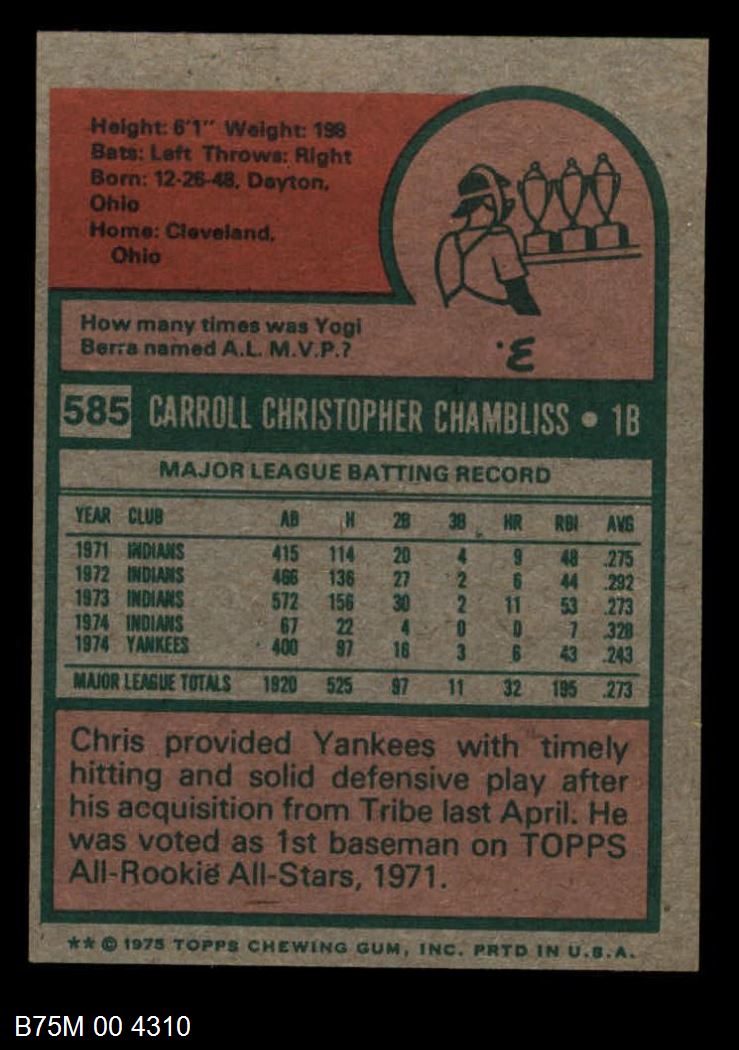 Height: 6'1" Weight: 198
Bats: Left Throws: Right
Born: 12-26-48, Dayton,
Ohio
Home: Cleveland,
Ohio
How many times was Yogi
Berra named A.L. M.V.P.?
3.
585 CARROLL CHRISTOPHER CHAMBLISS • 1B
MAJOR LEAGUE BATTING RECORD
YEAR CLUB AB H 2B 3B HR RBI AVG
1971 INDIANS 415 114 20 4 9 48 .275
1972 INDIANS 466 136 27 2 6 44 .292
1973 INDIANS 572 156 30 2 11 53 .273
1974 INDIANS 67 22 4 0 0 7 .328
1974 YANKEES 400 97 16 3 6 43 .243
MAJOR LEAGUE TOTALS 1920 525 97 11 32 195 .273
Chris provided Yankees with timely
hitting and solid defensive play after
his acquisition from Tribe last April. He
was voted as 1st baseman on TOPPS
All-Rookie All-Stars, 1971.
** © 1975 TOPPS CHEWING GUM, INC. PRTD IN U.S.A.
B75M 00 4310